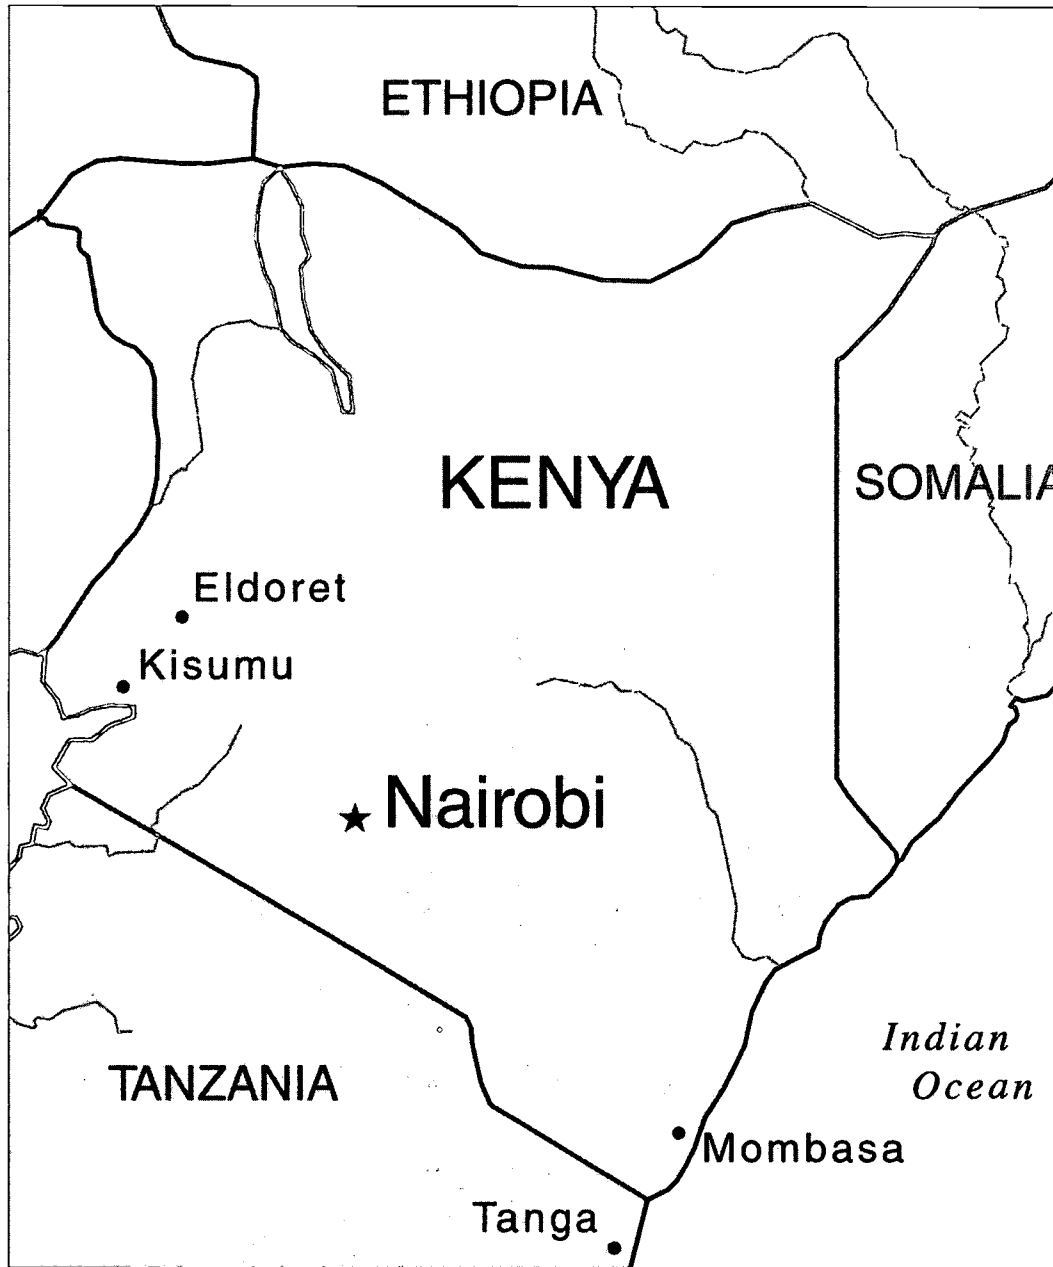 ETHIOPIA
KENYA
SOMALIA
Eldoret
Kisumu
Nairobi
Indian
Ocean
TANZANIA
Mombasa
Tanga